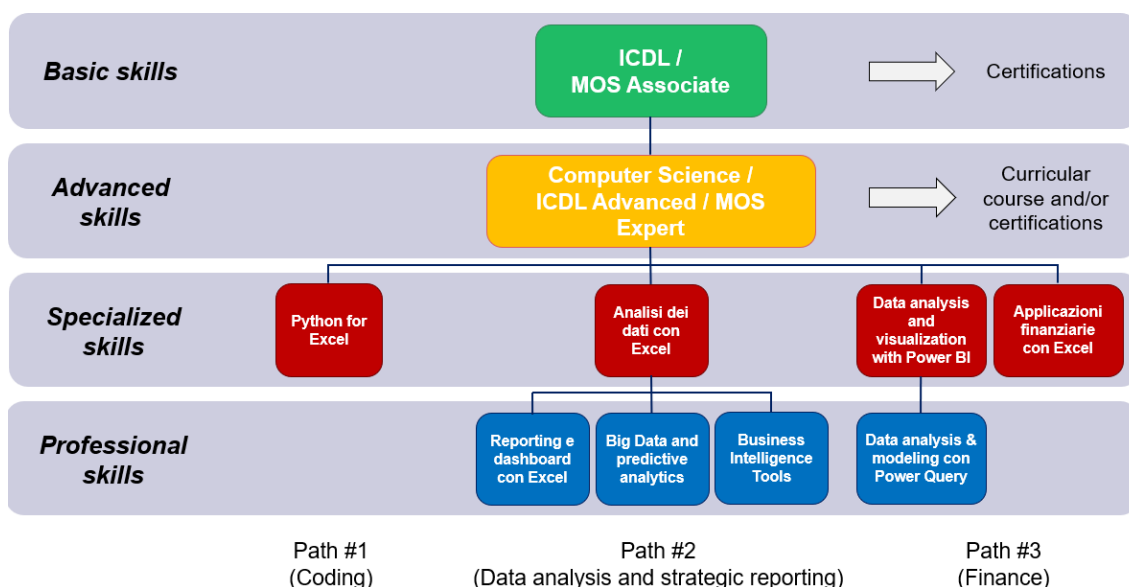 Basic skills
ICDL /
MOS Associate
Certifications
Advanced
skills
Computer Science /
ICDL Advanced / MOS
Expert
Curricular
course and/or
certifications
Specialized
skills
Python for
Excel
Analisi dei
dati con
Excel
Data analysis
and
visualization
with Power BI
Applicazioni
finanziarie
con Excel
Professional
skills
Reporting e
dashboard
con Excel
Big Data and
predictive
analytics
Business
Intelligence
Tools
Data analysis &
modeling con
Power Query
Path #1
(Coding)
Path #2
(Data analysis and strategic reporting)
Path #3
(Finance)